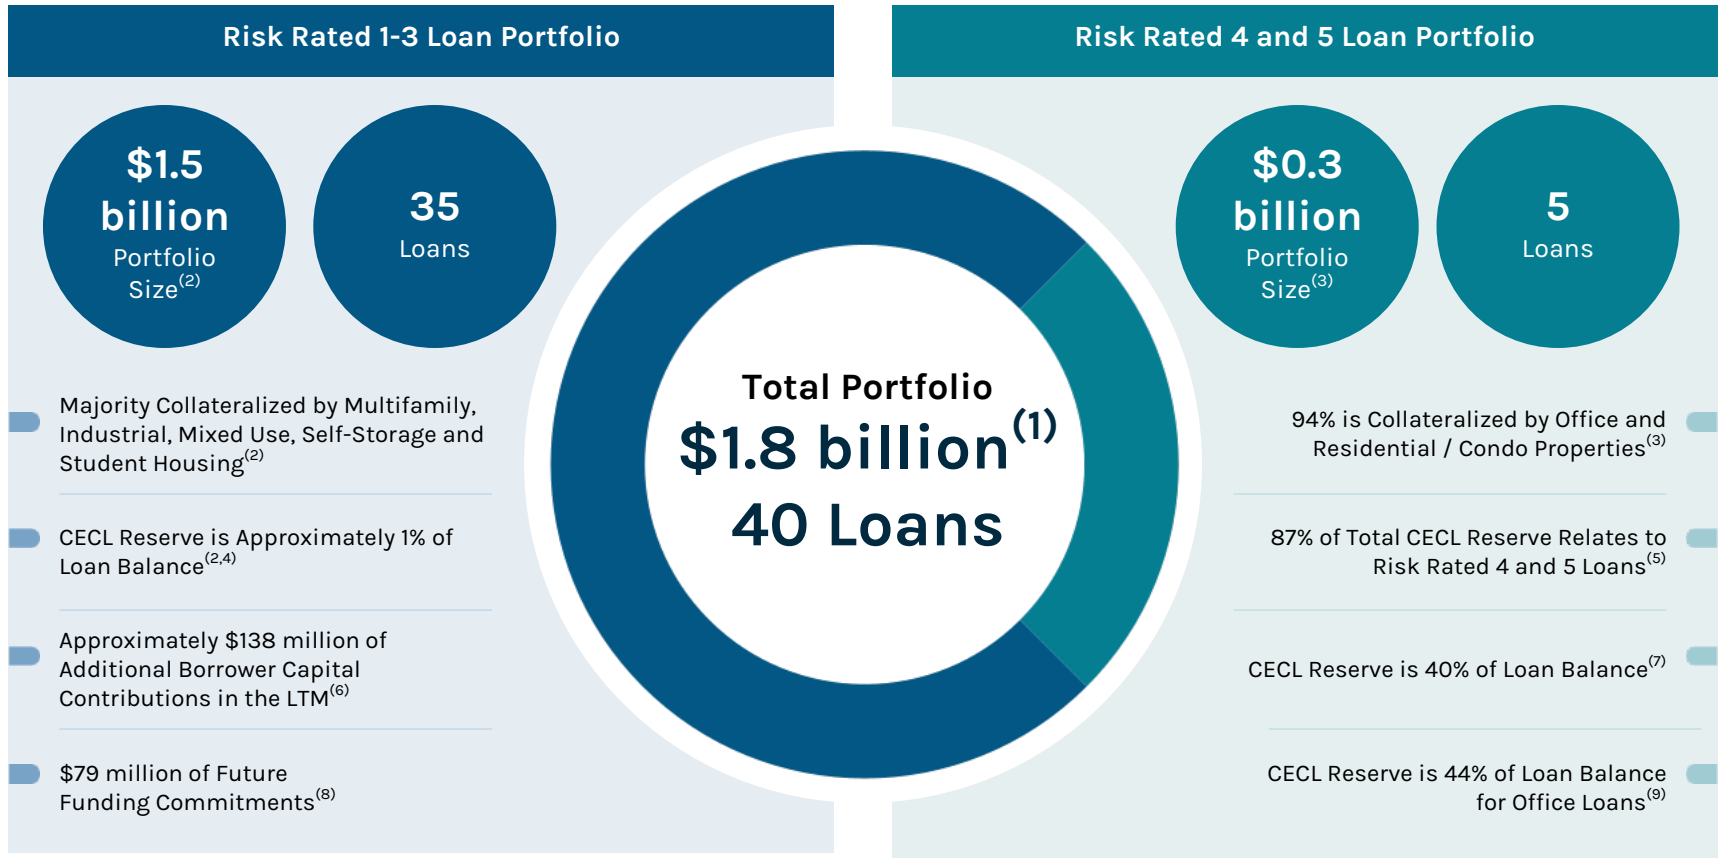 Risk Rated 1-3 Loan Portfolio
$1.5
billion
Portfolio
Size(2)
35
Loans
Majority Collateralized by Multifamily,
Industrial, Mixed Use, Self-Storage and
Student Housing(2)
CECL Reserve is Approximately 1% of
Loan Balance(2,4)
Approximately $138 million of
Additional Borrower Capital
Contributions in the LTM(6)
$79 million of Future
Funding Commitments(8)
Total Portfolio
$1.8 billion(1)
40 Loans
Risk Rated 4 and 5 Loan Portfolio
$0.3
billion
Portfolio
Size(3)
5
Loans
94% is Collateralized by Office and
Residential / Condo Properties(3)
87% of Total CECL Reserve Relates to
Risk Rated 4 and 5 Loans(5)
CECL Reserve is 40% of Loan Balance(7)
CECL Reserve is 44% of Loan Balance
for Office Loans(9)